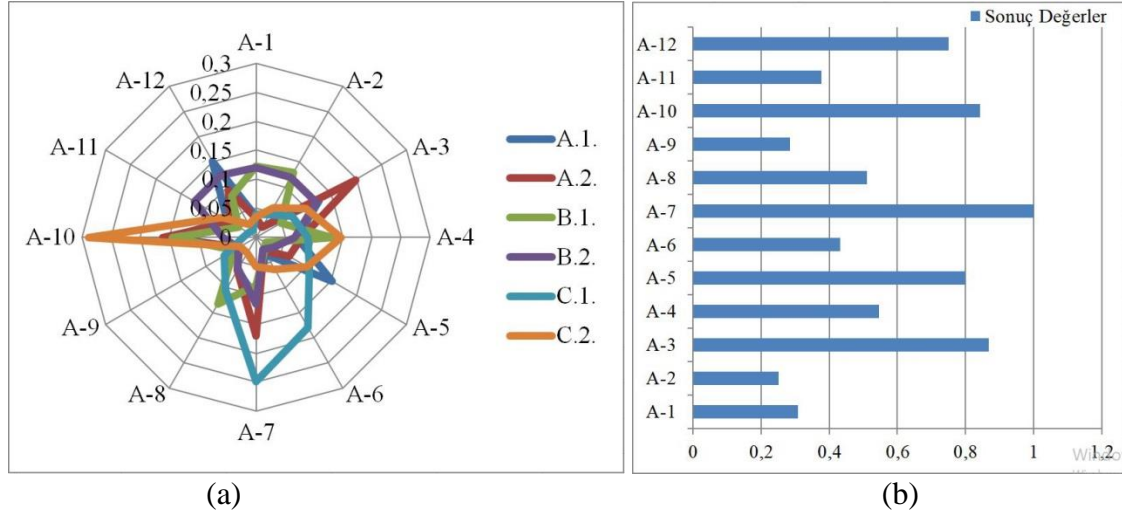 A-1
A-2
A-3
A-4
A-5
A-6
A-7
A-8
A-9
A-10
A-11
A-12
0,3
0,25
0,2
0,15
0,1
0,05
0
A.1.
A.2.
B.1.
B.2.
C.1.
C.2.
(a)
Sonuç Değerler
A-12
A-11
A-10
A-9
A-8
A-7
A-6
A-5
A-4
A-3
A-2
A-1
0 0,2 0,4 0,6 0,8 1 1,2
(b)